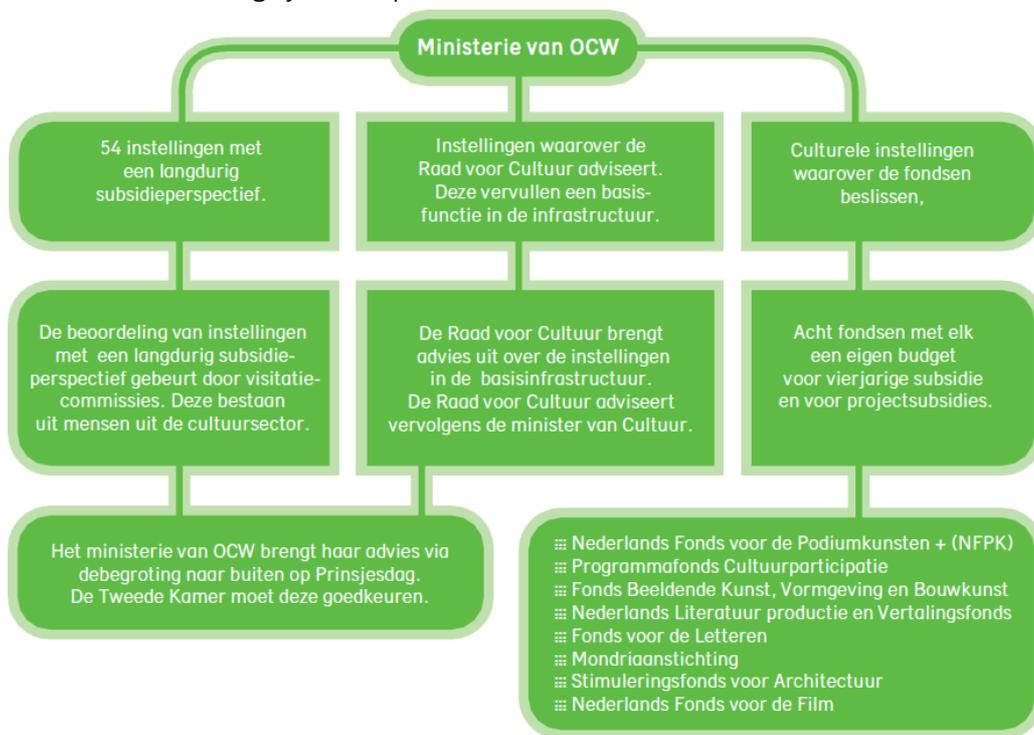 Ministerie van OCW
54 instellingen met
een langdurig
subsidieperspectief.
Instellingen waarover de
Raad voor Cultuur adviseert.
Deze vervullen een basis-
functie in de infrastructuur.
Culturele instellingen
waarover de fondsen
beslissen,
De beoordeling van instellingen
met een langdurig subsidie-
perspectief gebeurt door visitatie-
commissies. Deze bestaan
uit mensen uit de cultuursector.
De Raad voor Cultuur brengt
advies uit over de instellingen
in de basisinfrastructuur.
De Raad voor Cultuur adviseert
vervolgens de minister van Cultuur.
Acht fondsen met elk
een eigen budget
voor vierjarige subsidie
en voor projectsubsidies.
Het ministerie van OCW brengt haar advies via
debegroting naar buiten op Prinsjesdag.
De Tweede Kamer moet deze goedkeuren.
Nederlands Fonds voor de Podiumkunsten + (NFPK)
Programmafonds Cultuurparticipatie
Fonds Beeldende Kunst, Vormgeving en Bouwkunst
Nederlands Literatuur productie en Vertalingsfonds
Fonds voor de Letteren
Mondriaanstichting
Stimuleringsfonds voor Architectuur
Nederlands Fonds voor de Film